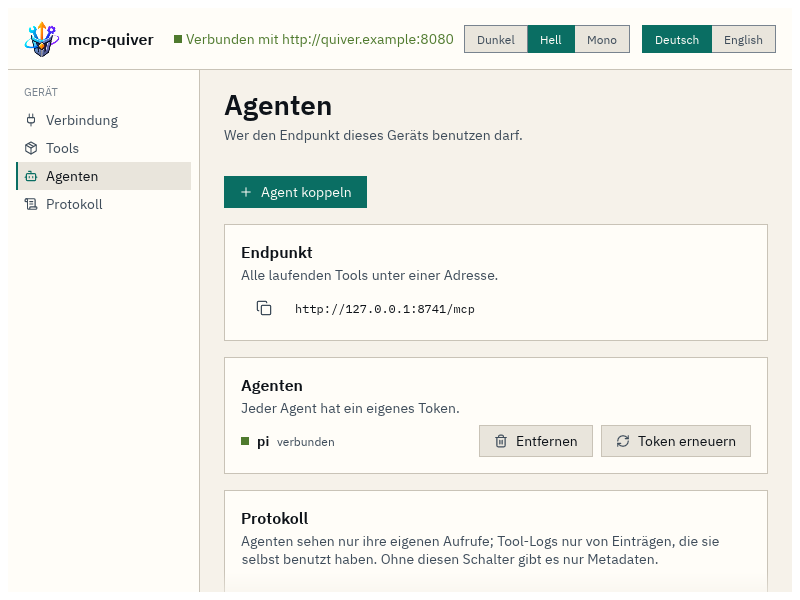 mcp-quiver
Verbunden mit http://quiver.example:8080
Dunkel Hell Mono
Deutsch English
GERÄT
Verbindung
Tools
Agenten
Protokoll
Agenten
Wer den Endpunkt dieses Geräts benutzen darf.
Agent koppeln
Endpunkt
Alle laufenden Tools unter einer Adresse.
http://127.0.0.1:8741/mcp
Agenten
Jeder Agent hat ein eigenes Token.
pi verbunden
Entfernen
Token erneuern
Protokoll
Agenten sehen nur ihre eigenen Aufrufe; Tool-Logs nur von Einträgen, die sie
selbst benutzt haben. Ohne diesen Schalter gibt es nur Metadaten.